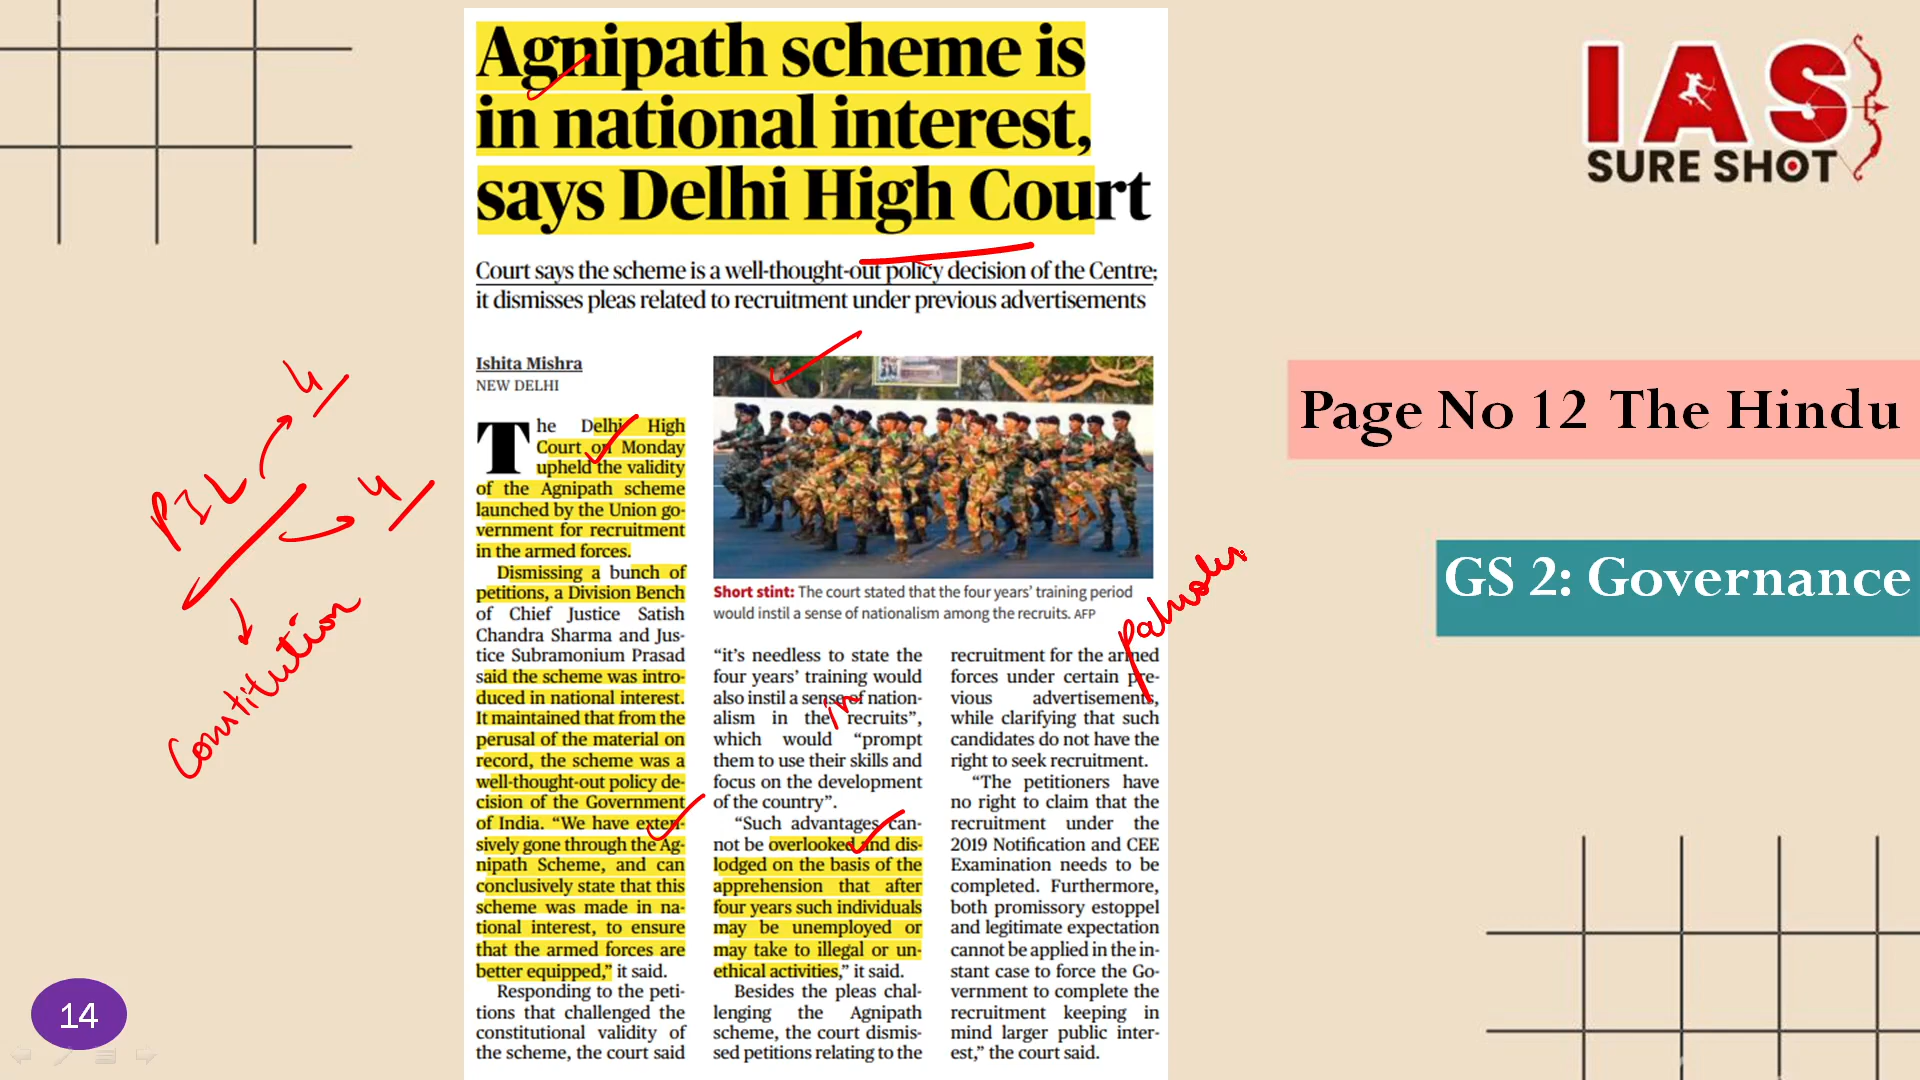 Agnipath scheme is
in national interest,
says Delhi High Court
Court says the scheme is a well-thought-out policy decision of the Centre;
it dismisses pleas related to recruitment under previous advertisements
Ishita Mishra
NEW DELHI
The Delhi High
Court on Monday
upheld the validity
of the Agnipath scheme
launched by the Union go-
vernment for recruitment
in the armed forces.
Dismissing a bunch of
petitions, a Division Bench
of Chief Justice Satish
Chandra Sharma and Jus-
tice Subramonium Prasad
said the scheme was intro-
duced in national interest.
It maintained that from the
perusal of the material on
record, the scheme was a
well-thought-out policy de-
cision of the Government
of India. “We have exten-
sively gone through the Ag-
nipath Scheme, and can
conclusively state that this
scheme was made in na-
tional interest, to ensure
that the armed forces are
better equipped,” it said.
Responding to the peti-
tions that challenged the
constitutional validity of
the scheme, the court said
Short stint: The court stated that the four years’ training period
would instil a sense of nationalism among the recruits. AFP
“it’s needless to state the
four years’ training would
also instil a sense of nation-
alism in the recruits”,
which would “prompt
them to use their skills and
focus on the development
of the country”.
“Such advantages can-
not be overlooked and dis-
lodged on the basis of the
apprehension that after
four years such individuals
may be unemployed or
may take to illegal or un-
ethical activities,” it said.
Besides the pleas chal-
lenging the Agnipath
scheme, the court dismis-
sed petitions relating to the
recruitment for the armed
forces under certain pre-
vious advertisements,
while clarifying that such
candidates do not have the
right to seek recruitment.
“The petitioners have
no right to claim that the
recruitment under the
2019 Notification and CEE
Examination needs to be
completed. Furthermore,
both promissory estoppel
and legitimate expectation
cannot be applied in the in-
stant case to force the Go-
vernment to complete the
recruitment keeping in
mind larger public inter-
est,” the court said.
PIL
4
4
Constitution
in
IAS
SURE SHOT
Page No 12 The Hindu
GS 2: Governance
14